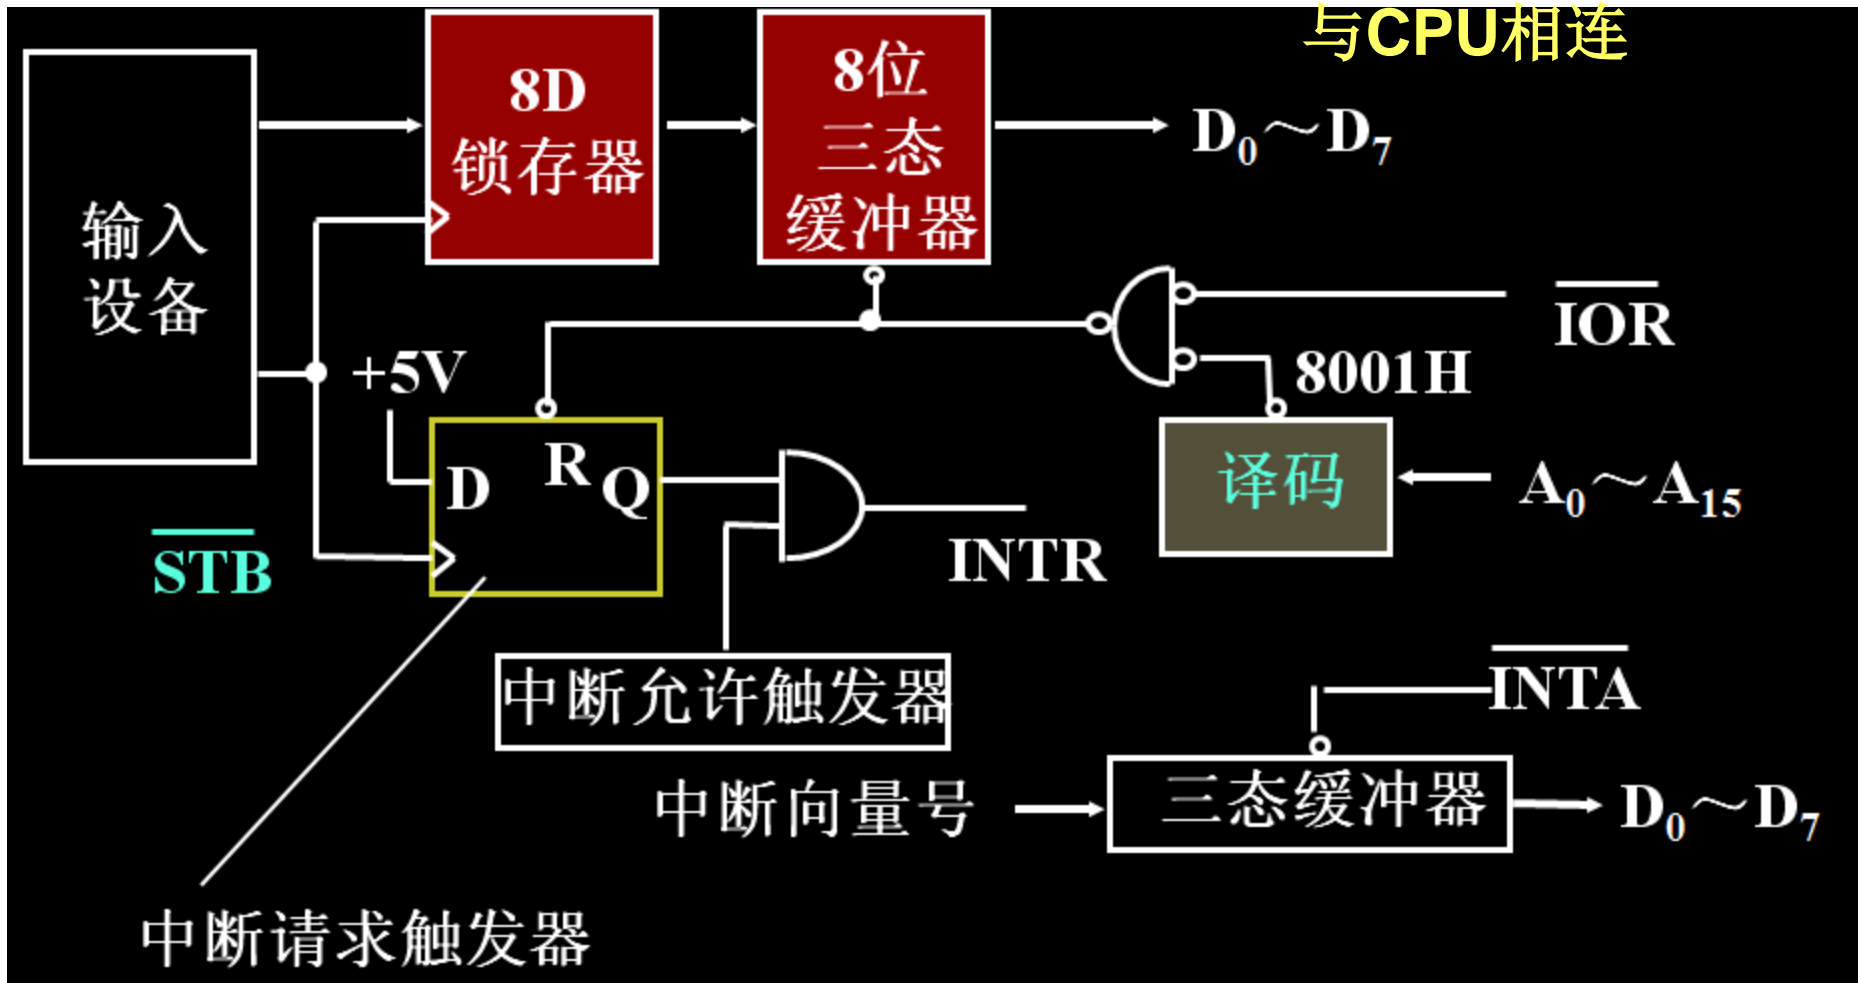 与CPU相连
8D
锁存器
8位
三态
缓冲器
D₀～D₇
输入
设备
IOR
+5V
8001H
D
R
Q
译码
A₀～A₁₅
STB
INTR
中断允许触发器
INTA
中断向量号
三态缓冲器
D₀～D₇
中断请求触发器